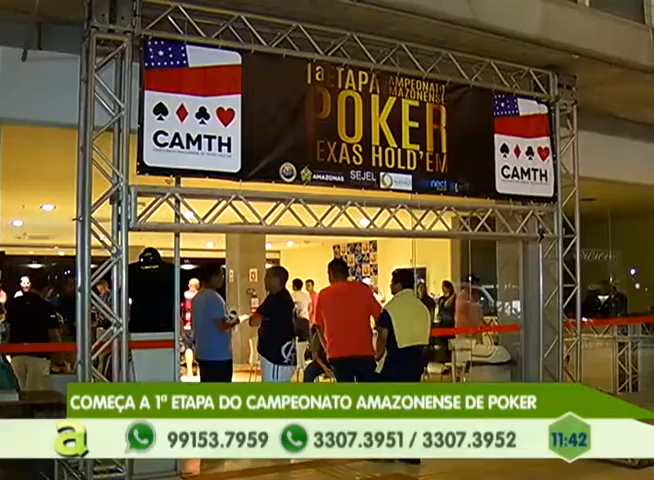 1ª ETAPA CAMPEONATO
AMAZONENSE
POKER
EXAS HOLD'EM
CAMTH
CAMTH
AMAZONAS SEJEL
COMEÇA A 1ª ETAPA DO CAMPEONATO AMAZONENSE DE POKER
a 99153.7959 3307.3951 / 3307.3952 11:42